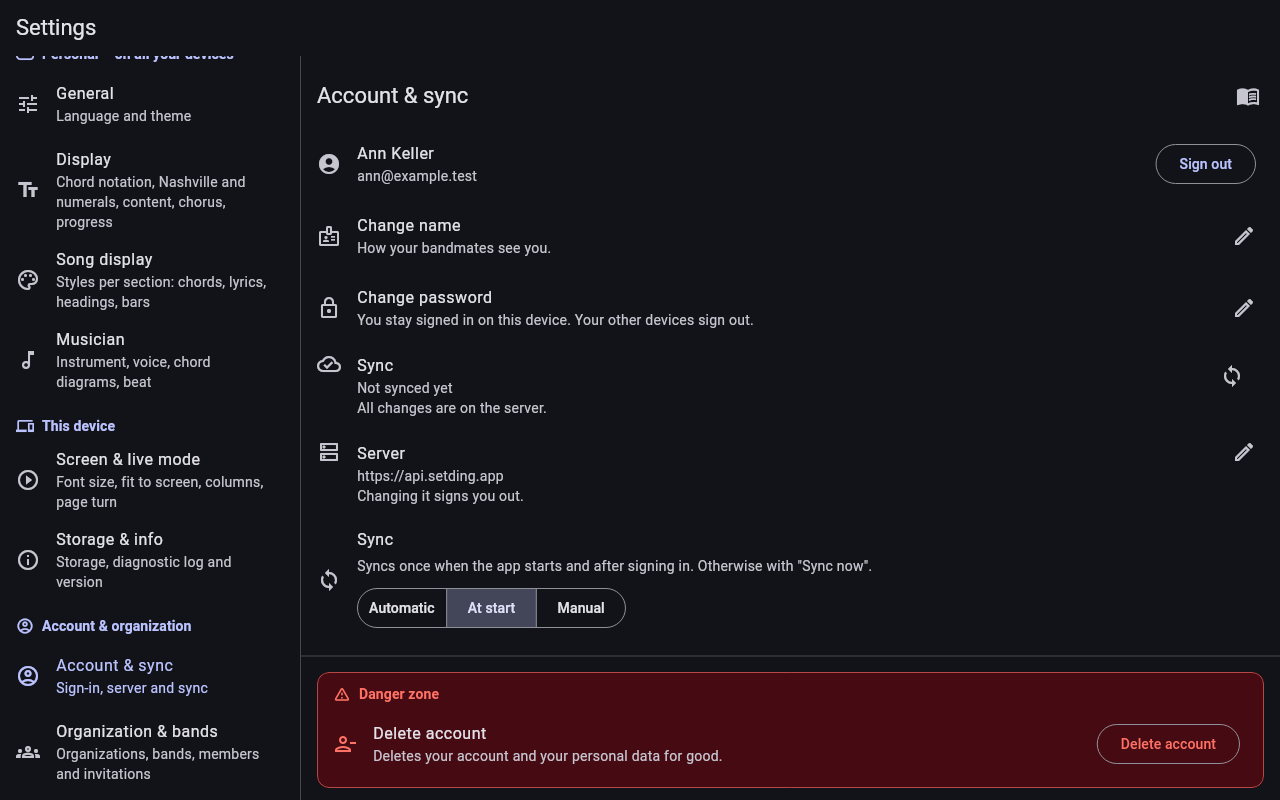 Settings
Personal – on all your devices
General
Language and theme
Display
Chord notation, Nashville and
numerals, content, chorus,
progress
Song display
Styles per section: chords, lyrics,
headings, bars
Musician
Instrument, voice, chord
diagrams, beat
This device
Screen & live mode
Font size, fit to screen, columns,
page turn
Storage & info
Storage, diagnostic log and
version
Account & organization
Account & sync
Sign-in, server and sync
Organization & bands
Organizations, bands, members
and invitations
Account & sync
Ann Keller
ann@example.test
Sign out
Change name
How your bandmates see you.
Change password
You stay signed in on this device. Your other devices sign out.
Sync
Not synced yet
All changes are on the server.
Server
https://api.setding.app
Changing it signs you out.
Sync
Syncs once when the app starts and after signing in. Otherwise with "Sync now".
Automatic
At start
Manual
Danger zone
Delete account
Deletes your account and your personal data for good.
Delete account